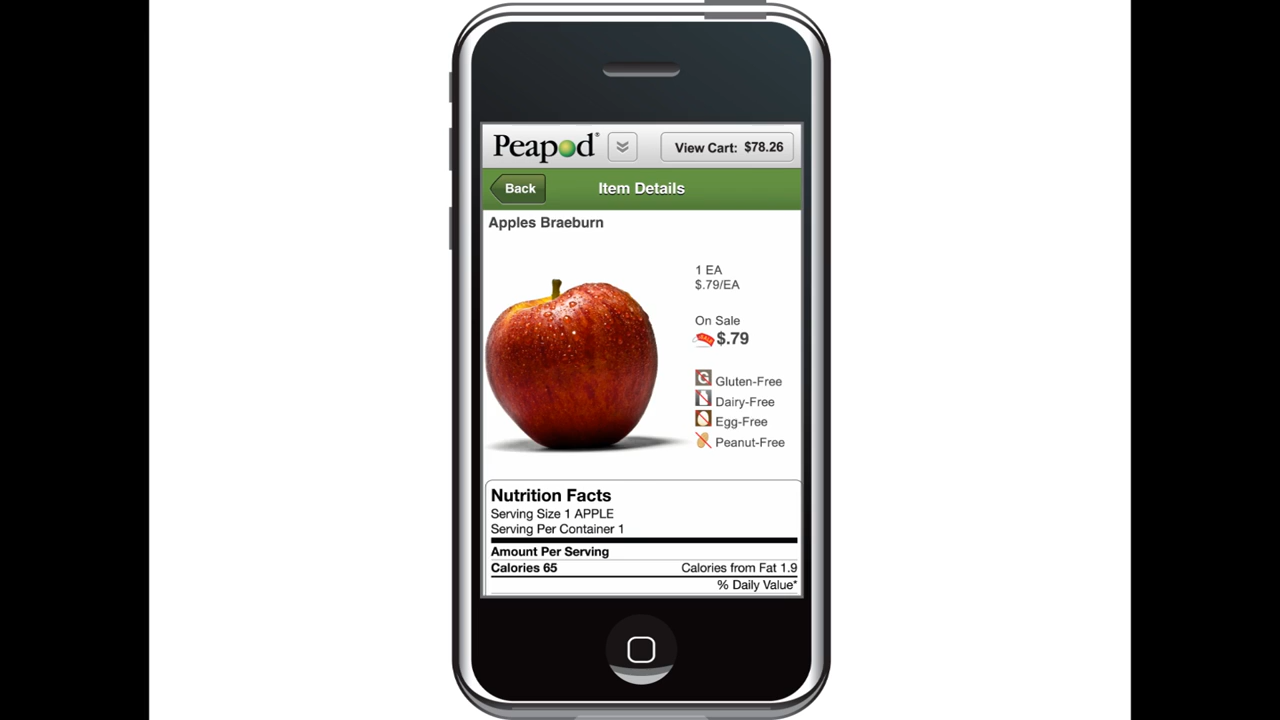 Peapod®
View Cart: $78.26
Back
Item Details
Apples Braeburn
1 EA
$.79/EA
On Sale
SALE $.79
Gluten-Free
Dairy-Free
Egg-Free
Peanut-Free
Nutrition Facts
Serving Size 1 APPLE
Serving Per Container 1
Amount Per Serving
Calories 65 Calories from Fat 1.9
% Daily Value*